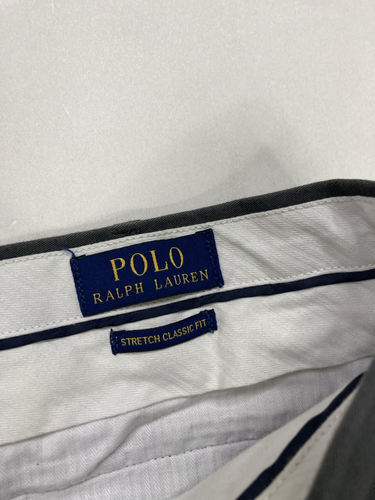 POLO
RALPH LAUREN
STRETCH CLASSIC FIT